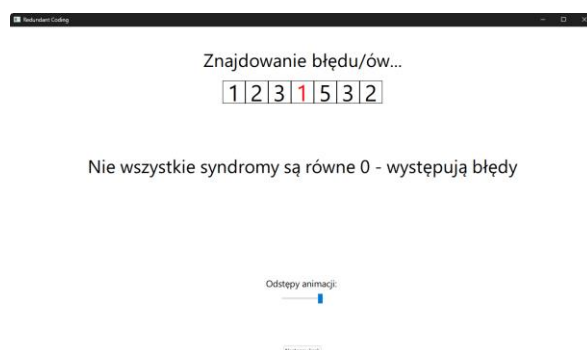 Redundant Coding
Znajdowanie błędu/ów...
1 2 3 1 5 3 2
Nie wszystkie syndromy są równe 0 - występują błędy
Odstępy animacji: